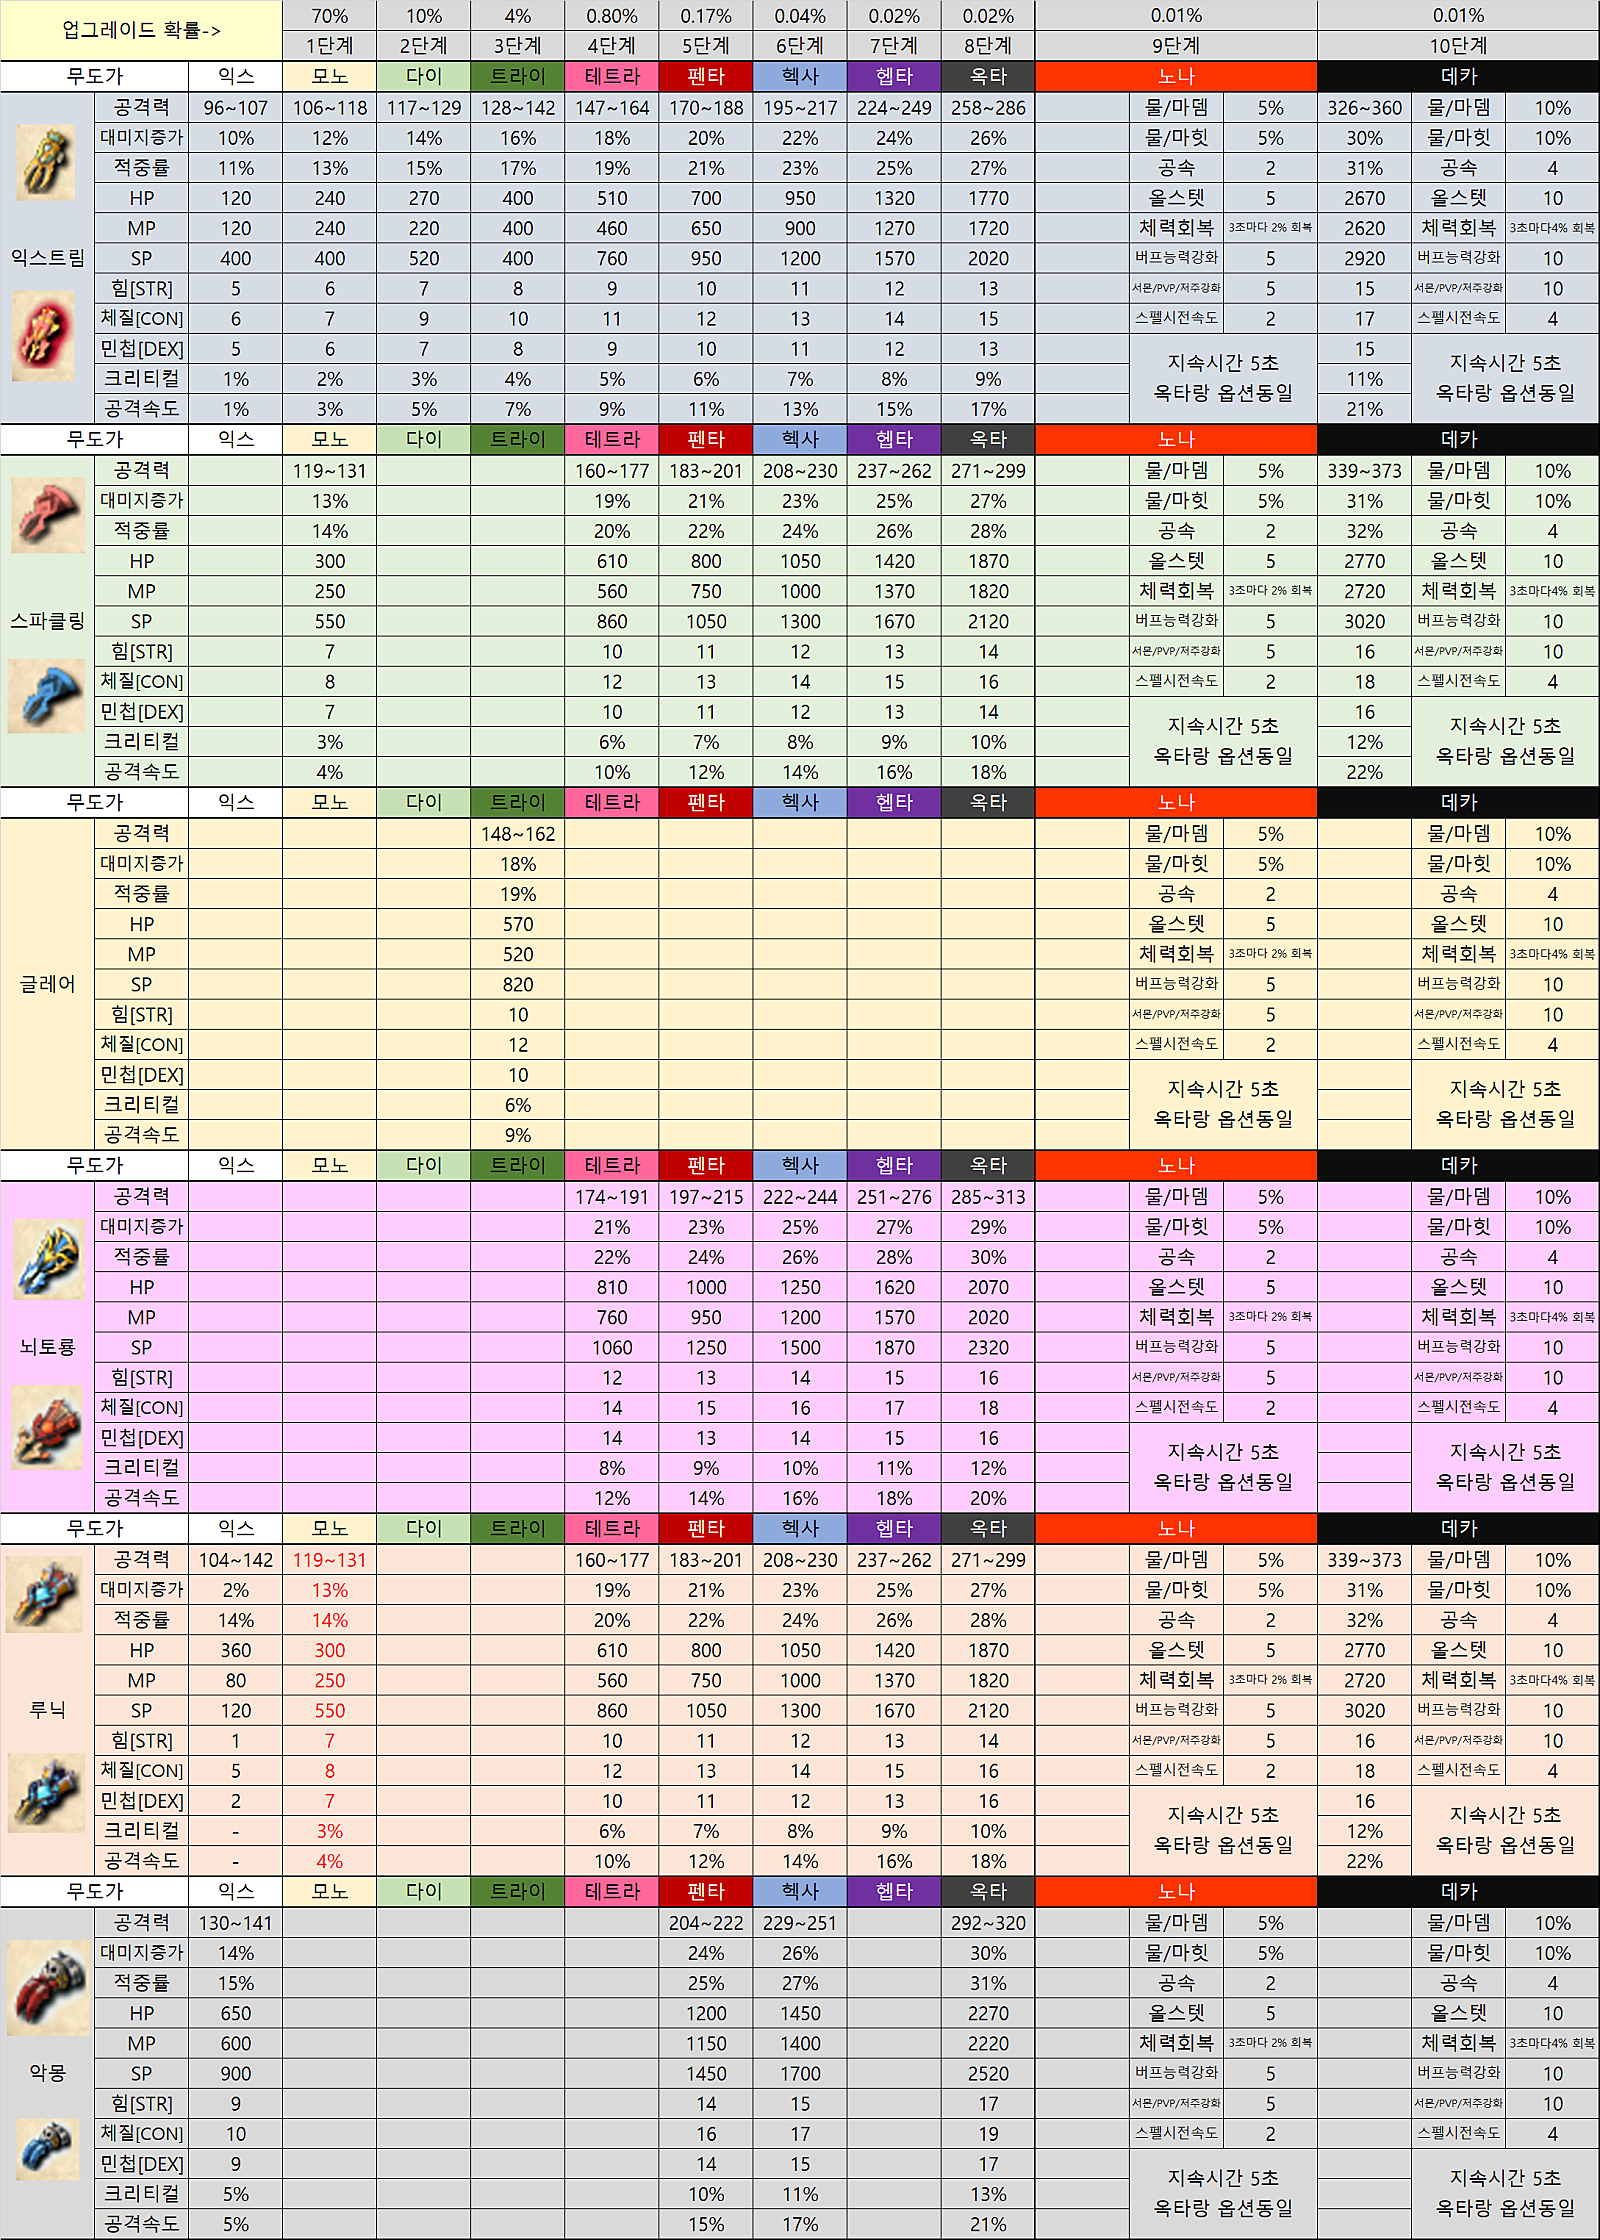 업그레이드 확률-> 70% 10% 4% 0.80% 0.17% 0.04% 0.02% 0.02% 0.01% 0.01%
1단계 2단계 3단계 4단계 5단계 6단계 7단계 8단계 9단계 10단계
무도가 익스 모노 다이 트라이 테트라 펜타 헥사 헵타 옥타 노나 데카
공격력 96~107 106~118 117~129 128~142 147~164 170~188 195~217 224~249 258~286 물/마뎀 5% 326~360 물/마뎀 10%
대미지증가 10% 12% 14% 16% 18% 20% 22% 24% 26% 물/마힛 5% 30% 물/마힛 10%
적중률 11% 13% 15% 17% 19% 21% 23% 25% 27% 공속 2 31% 공속 4
HP 120 240 270 400 510 700 950 1320 1770 올스텟 5 2670 올스텟 10
MP 120 240 220 400 460 650 900 1270 1720 체력회복 3초마다 2% 회복 2620 체력회복 3초마다4% 회복
익스트림 SP 400 400 520 400 760 950 1200 1570 2020 버프능력강화 5 2920 버프능력강화 10
힘[STR] 5 6 7 8 9 10 11 12 13 서몬/PVP/저주강화 5 15 서몬/PVP/저주강화 10
체질[CON] 6 7 9 10 11 12 13 14 15 스펠시전속도 2 17 스펠시전속도 4
민첩[DEX] 5 6 7 8 9 10 11 12 13 지속시간 5초 15 지속시간 5초
크리티컬 1% 2% 3% 4% 5% 6% 7% 8% 9% 옥타랑 옵션동일 11% 옥타랑 옵션동일
공격속도 1% 3% 5% 7% 9% 11% 13% 15% 17% 21%
무도가 익스 모노 다이 트라이 테트라 펜타 헥사 헵타 옥타 노나 데카
공격력 119~131 160~177 183~201 208~230 237~262 271~299 물/마뎀 5% 339~373 물/마뎀 10%
대미지증가 13% 19% 21% 23% 25% 27% 물/마힛 5% 31% 물/마힛 10%
적중률 14% 20% 22% 24% 26% 28% 공속 2 32% 공속 4
HP 300 610 800 1050 1420 1870 올스텟 5 2770 올스텟 10
MP 250 560 750 1000 1370 1820 체력회복 3초마다 2% 회복 2720 체력회복 3초마다4% 회복
스파클링 SP 550 860 1050 1300 1670 2120 버프능력강화 5 3020 버프능력강화 10
힘[STR] 7 10 11 12 13 14 서몬/PVP/저주강화 5 16 서몬/PVP/저주강화 10
체질[CON] 8 12 13 14 15 16 스펠시전속도 2 18 스펠시전속도 4
민첩[DEX] 7 10 11 12 13 14 지속시간 5초 16 지속시간 5초
크리티컬 3% 6% 7% 8% 9% 10% 옥타랑 옵션동일 12% 옥타랑 옵션동일
공격속도 4% 10% 12% 14% 16% 18% 22%
무도가 익스 모노 다이 트라이 테트라 펜타 헥사 헵타 옥타 노나 데카
공격력 148~162 물/마뎀 5% 물/마뎀 10%
대미지증가 18% 물/마힛 5% 물/마힛 10%
적중률 19% 공속 2 공속 4
HP 570 올스텟 5 올스텟 10
MP 520 체력회복 3초마다 2% 회복 체력회복 3초마다4% 회복
글레어 SP 820 버프능력강화 5 버프능력강화 10
힘[STR] 10 서몬/PVP/저주강화 5 서몬/PVP/저주강화 10
체질[CON] 12 스펠시전속도 2 스펠시전속도 4
민첩[DEX] 10 지속시간 5초 지속시간 5초
크리티컬 6% 옥타랑 옵션동일 옥타랑 옵션동일
공격속도 9%
무도가 익스 모노 다이 트라이 테트라 펜타 헥사 헵타 옥타 노나 데카
공격력 174~191 197~215 222~244 251~276 285~313 물/마뎀 5% 물/마뎀 10%
대미지증가 21% 23% 25% 27% 29% 물/마힛 5% 물/마힛 10%
적중률 22% 24% 26% 28% 30% 공속 2 공속 4
HP 810 1000 1250 1620 2070 올스텟 5 올스텟 10
MP 760 950 1200 1570 2020 체력회복 3초마다 2% 회복 체력회복 3초마다4% 회복
뇌토룡 SP 1060 1250 1500 1870 2320 버프능력강화 5 버프능력강화 10
힘[STR] 12 13 14 15 16 서몬/PVP/저주강화 5 서몬/PVP/저주강화 10
체질[CON] 14 15 16 17 18 스펠시전속도 2 스펠시전속도 4
민첩[DEX] 14 13 14 15 16 지속시간 5초 지속시간 5초
크리티컬 8% 9% 10% 11% 12% 옥타랑 옵션동일 옥타랑 옵션동일
공격속도 12% 14% 16% 18% 20%
무도가 익스 모노 다이 트라이 테트라 펜타 헥사 헵타 옥타 노나 데카
공격력 104~142 119~131 160~177 183~201 208~230 237~262 271~299 물/마뎀 5% 339~373 물/마뎀 10%
대미지증가 2% 13% 19% 21% 23% 25% 27% 물/마힛 5% 31% 물/마힛 10%
적중률 14% 14% 20% 22% 24% 26% 28% 공속 2 32% 공속 4
HP 360 300 610 800 1050 1420 1870 올스텟 5 2770 올스텟 10
MP 80 250 560 750 1000 1370 1820 체력회복 3초마다 2% 회복 2720 체력회복 3초마다4% 회복
루닉 SP 120 550 860 1050 1300 1670 2120 버프능력강화 5 3020 버프능력강화 10
힘[STR] 1 7 10 11 12 13 14 서몬/PVP/저주강화 5 16 서몬/PVP/저주강화 10
체질[CON] 5 8 12 13 14 15 16 스펠시전속도 2 18 스펠시전속도 4
민첩[DEX] 2 7 10 11 12 13 16 지속시간 5초 16 지속시간 5초
크리티컬 - 3% 6% 7% 8% 9% 10% 옥타랑 옵션동일 12% 옥타랑 옵션동일
공격속도 - 4% 10% 12% 14% 16% 18% 22%
무도가 익스 모노 다이 트라이 테트라 펜타 헥사 헵타 옥타 노나 데카
공격력 130~141 204~222 229~251 292~320 물/마뎀 5% 물/마뎀 10%
대미지증가 14% 24% 26% 30% 물/마힛 5% 물/마힛 10%
적중률 15% 25% 27% 31% 공속 2 공속 4
HP 650 1200 1450 2270 올스텟 5 올스텟 10
MP 600 1150 1400 2220 체력회복 3초마다 2% 회복 체력회복 3초마다4% 회복
악몽 SP 900 1450 1700 2520 버프능력강화 5 버프능력강화 10
힘[STR] 9 14 15 17 서몬/PVP/저주강화 5 서몬/PVP/저주강화 10
체질[CON] 10 16 17 19 스펠시전속도 2 스펠시전속도 4
민첩[DEX] 9 14 15 17 지속시간 5초 지속시간 5초
크리티컬 5% 10% 11% 13% 옥타랑 옵션동일 옥타랑 옵션동일
공격속도 5% 15% 17% 21%